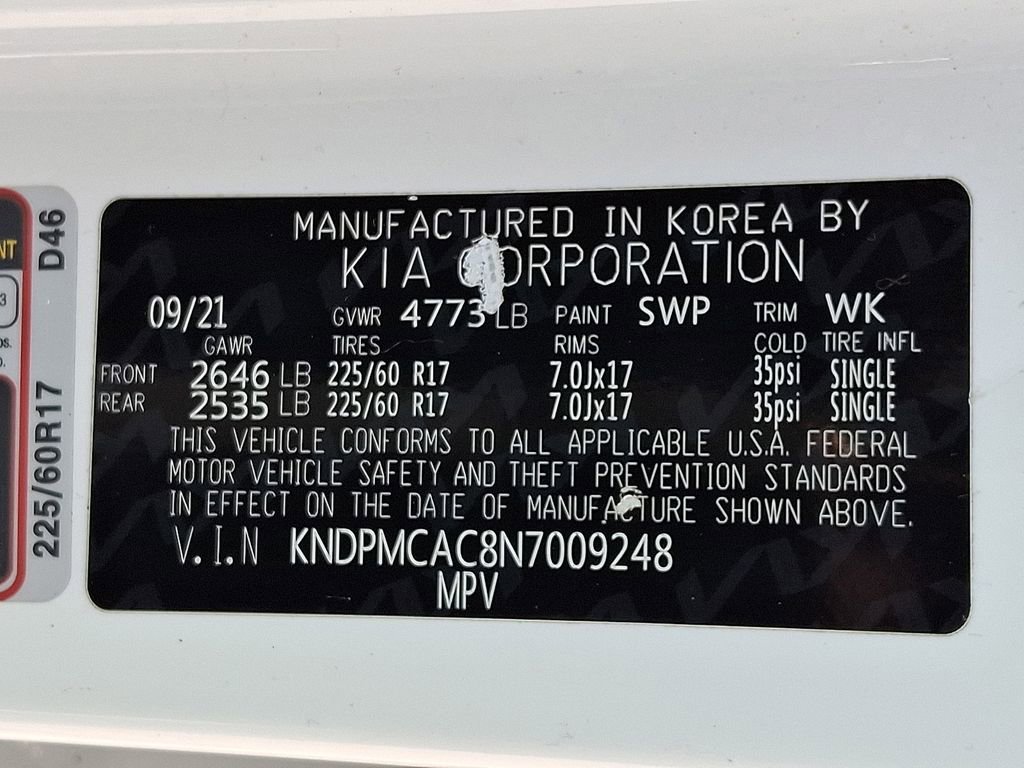 MANUFACTURED IN KOREA BY
KIA CORPORATION
09/21 GVWR 4773 LB PAINT SWP TRIM WK
GAWR TIRES RIMS COLD TIRE INFL
FRONT 2646 LB 225/60 R17 7.0Jx17 35psi SINGLE
REAR 2535 LB 225/60 R17 7.0Jx17 35psi SINGLE
THIS VEHICLE CONFORMS TO ALL APPLICABLE U.S.A. FEDERAL
MOTOR VEHICLE SAFETY AND THEFT PREVENTION STANDARDS
IN EFFECT ON THE DATE OF MANUFACTURE SHOWN ABOVE.
V.I.N KNDPMCAC8N7009248
MPV
225/60R17 D46